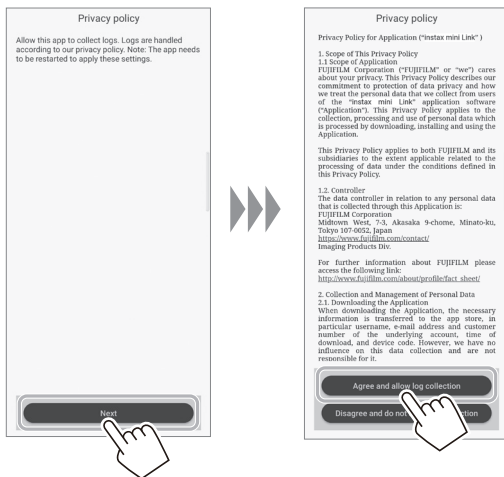 Privacy policy
Allow this app to collect logs. Logs are handled
according to our privacy policy. Note: The app needs
to be restarted to apply these settings.
Next
Privacy policy
Privacy Policy for Application ("instax mini Link" )
1. Scope of This Privacy Policy
1.1 Scope of Application
FUJIFILM Corporation ("FUJIFILM" or "we") cares
about your privacy. This Privacy Policy describes our
commitment to protection of data privacy and how
we treat the personal data that we collect from users
of the "instax mini Link" application software
("Application"). This Privacy Policy applies to the
collection, processing and use of personal data which
is processed by downloading, installing and using the
Application.
This Privacy Policy applies to both FUJIFILM and its
subsidiaries to the extent applicable related to the
processing of data under the conditions defined in
this Privacy Policy.
1.2. Controller
The data controller in relation to any personal data
that is collected through this Application is:
FUJIFILM Corporation
Midtown West, 7-3, Akasaka 9-chome, Minato-ku,
Tokyo 107-0052, Japan
https://www.fujifilm.com/contact/
Imaging Products Div.
For further information about FUJIFILM please
access the following link:
http://www.fujifilm.com/about/profile/fact_sheet/
2. Collection and Management of Personal Data
2.1. Downloading the Application
When downloading the Application, the necessary
information is transferred to the app store, in
particular username, e-mail address and customer
number of the underlying account, time of
download, and device code. However, we have no
influence on this data collection and are not
responsible for it.
Agree and allow log collection
Disagree and do not